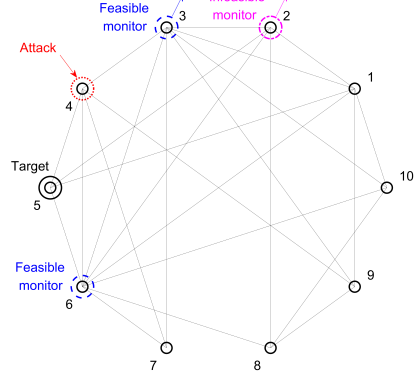 Feasible
monitor
3
monitor
2
Attack
4
1
Target
5
10
Feasible
monitor
6
9
7
8